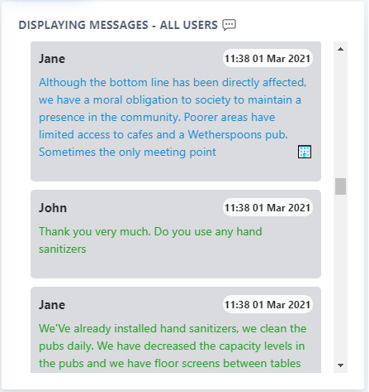 DISPLAYING MESSAGES - ALL USERS
Jane
11:38 01 Mar 2021
Although the bottom line has been directly affected,
we have a moral obligation to society to maintain a
presence in the community. Poorer areas have
limited access to cafes and a Wetherspoons pub.
Sometimes the only meeting point
John
11:38 01 Mar 2021
Thank you very much. Do you use any hand
sanitizers
Jane
11:38 01 Mar 2021
We'Ve already installed hand sanitizers, we clean the
pubs daily. We have decreased the capacity levels in
the pubs and we have floor screens between tables